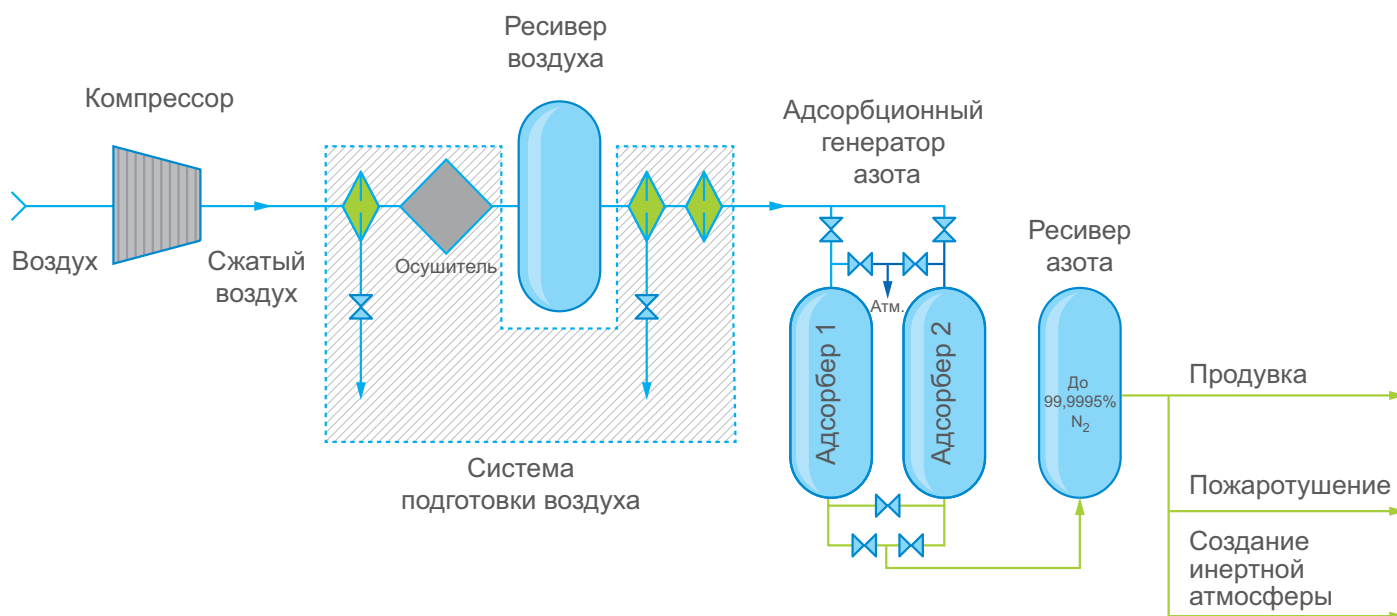 Ресивер
воздуха
Компрессор
Адсорбционный
генератор
азота
Воздух
Сжатый
воздух
Осушитель
Ресивер
азота
Атм.
Адсорбер 1
Адсорбер 2
До
99,9995%
N₂
Система
подготовки воздуха
Продувка
Пожаротушение
Создание
инертной
атмосферы